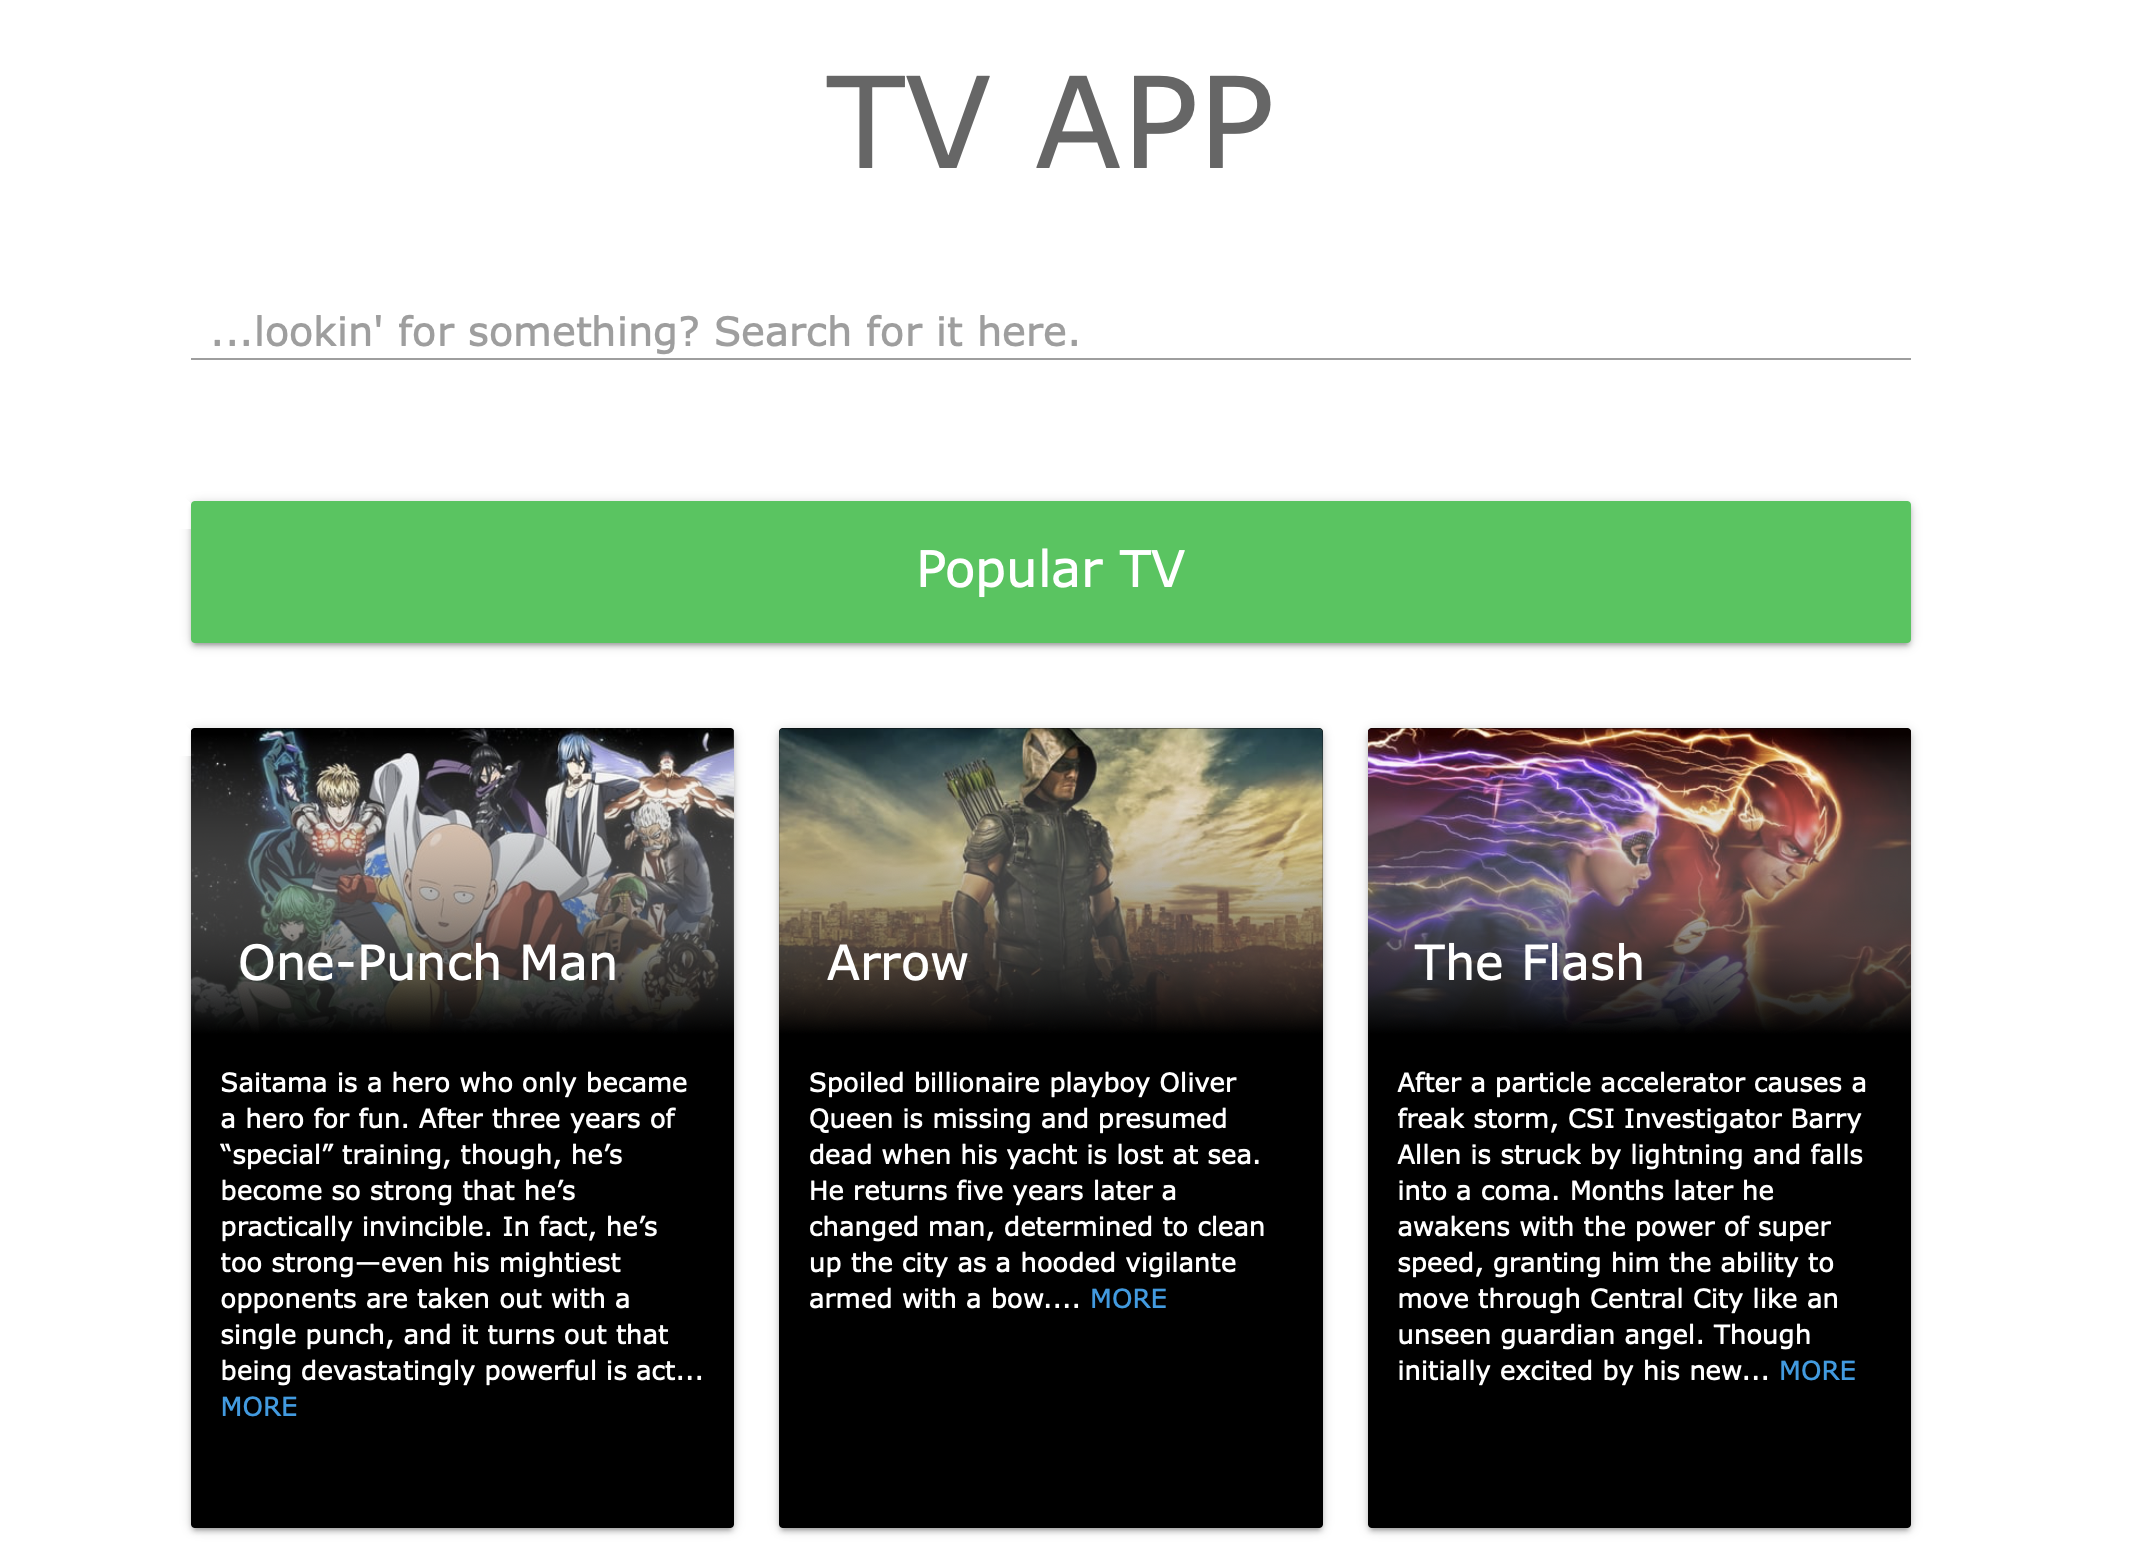 TV APP
...lookin' for something? Search for it here.
Popular TV
One-Punch Man
Saitama is a hero who only became
a hero for fun. After three years of
“special” training, though, he’s
become so strong that he’s
practically invincible. In fact, he’s
too strong—even his mightiest
opponents are taken out with a
single punch, and it turns out that
being devastatingly powerful is act...
MORE
Arrow
Spoiled billionaire playboy Oliver
Queen is missing and presumed
dead when his yacht is lost at sea.
He returns five years later a
changed man, determined to clean
up the city as a hooded vigilante
armed with a bow.... MORE
The Flash
After a particle accelerator causes a
freak storm, CSI Investigator Barry
Allen is struck by lightning and falls
into a coma. Months later he
awakens with the power of super
speed, granting him the ability to
move through Central City like an
unseen guardian angel. Though
initially excited by his new... MORE